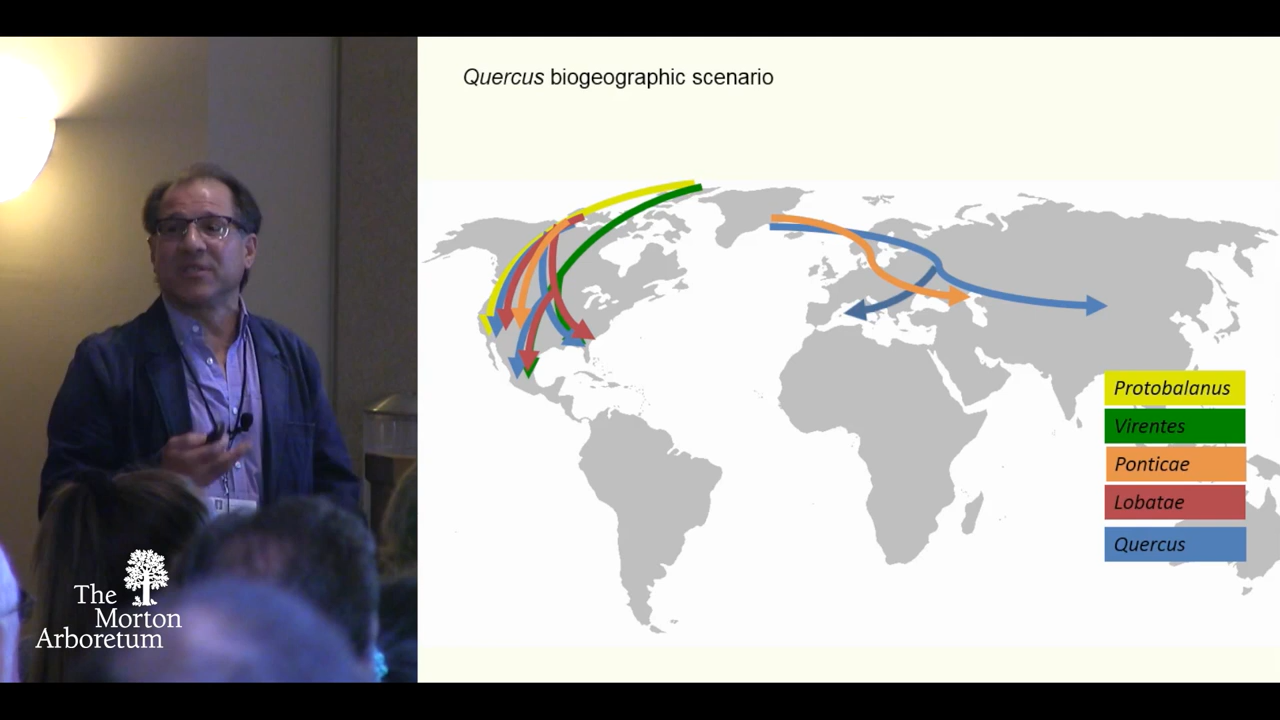 Quercus biogeographic scenario
Protobalanus
Virentes
Ponticae
Lobatae
Quercus
The
Morton
Arboretum